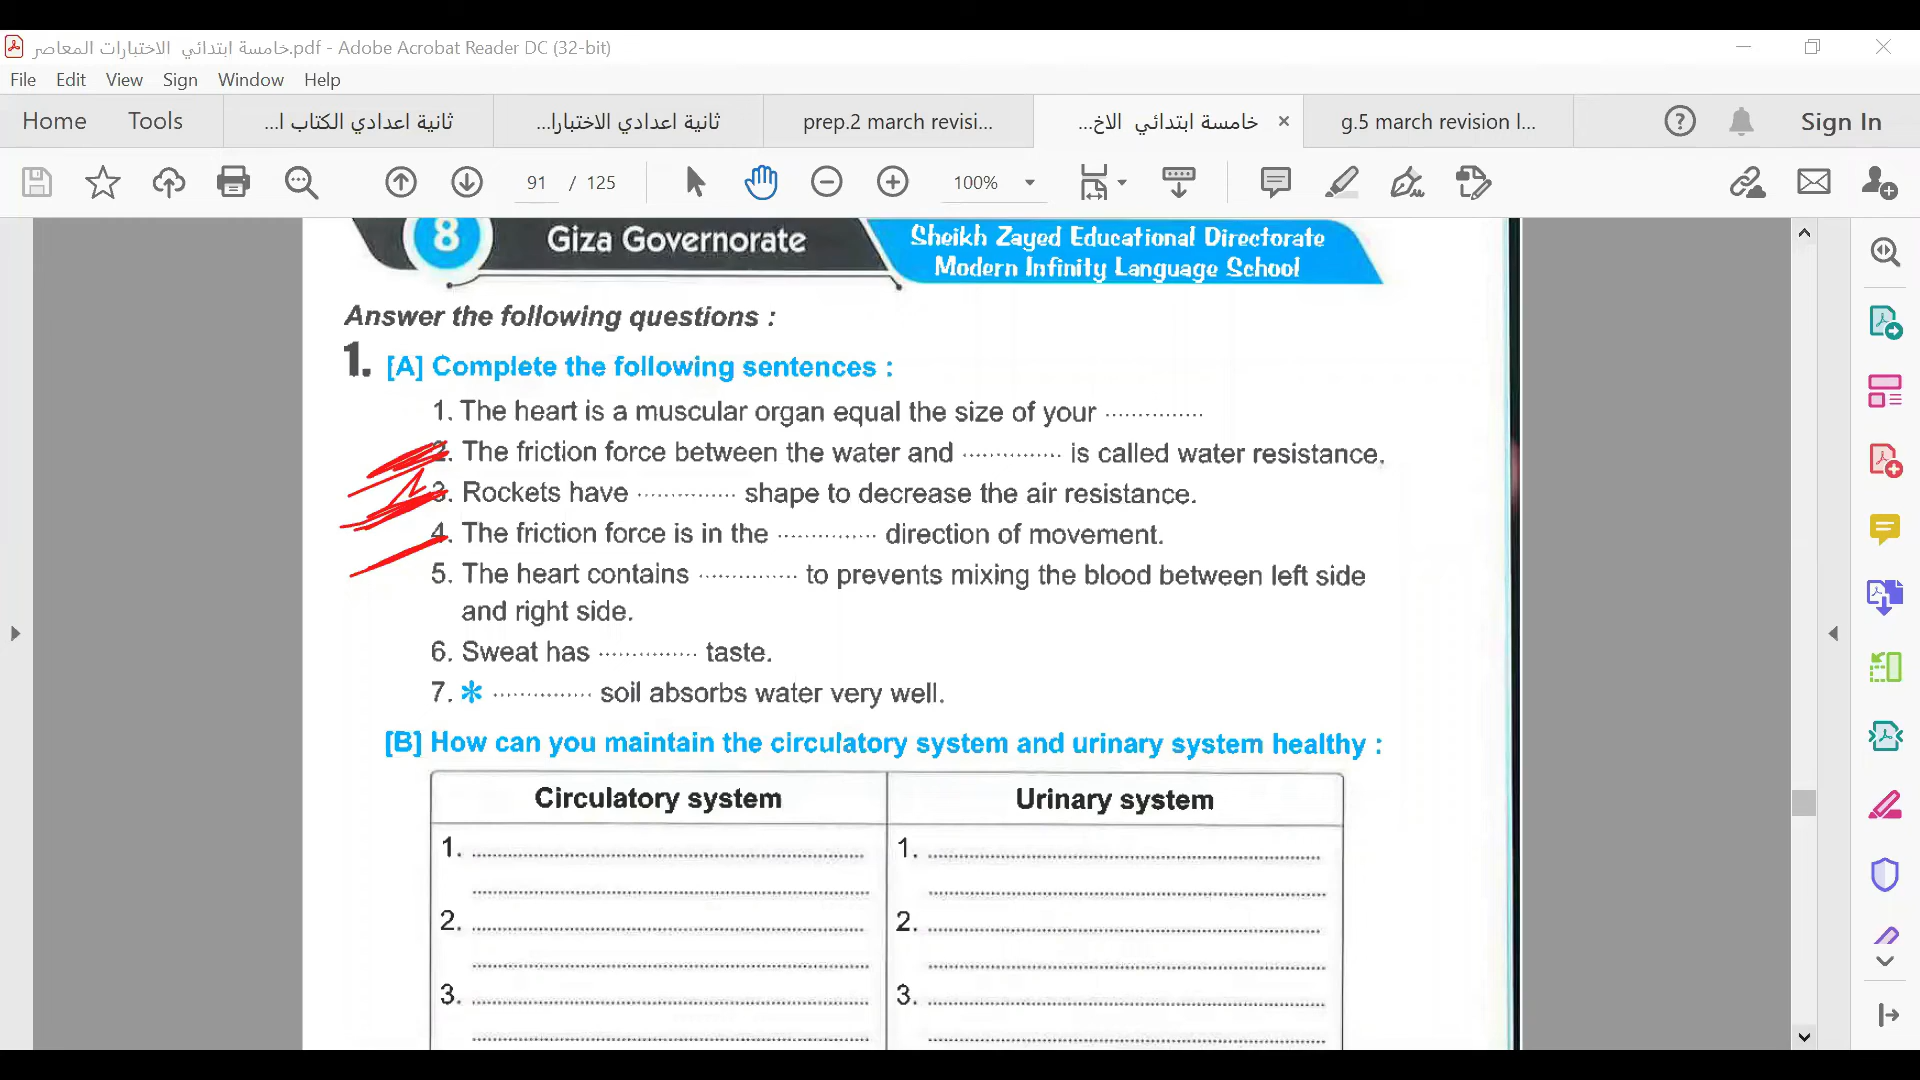 خامسة ابتدائي الاختبارات المعاصر.pdf - Adobe Acrobat Reader DC (32-bit)
File Edit View Sign Window Help
Home Tools ثانية اعدادي الكتاب ا... ثانية اعدادي الاختبارا... prep.2 march revisi... خامسة ابتدائي الاخ... × g.5 march revision l... ? Sign In
91 / 125 100%
8 Giza Governorate Sheikh Zayed Educational Directorate
Modern Infinity Language School
Answer the following questions :
1. [A] Complete the following sentences :
1. The heart is a muscular organ equal the size of your ..............
2. The friction force between the water and .............. is called water resistance.
3. Rockets have .............. shape to decrease the air resistance.
4. The friction force is in the .............. direction of movement.
5. The heart contains .............. to prevents mixing the blood between left side
and right side.
6. Sweat has .............. taste.
7. * .............. soil absorbs water very well.
[B] How can you maintain the circulatory system and urinary system healthy :
Circulatory system Urinary system
1. 1.
2. 2.
3. 3.